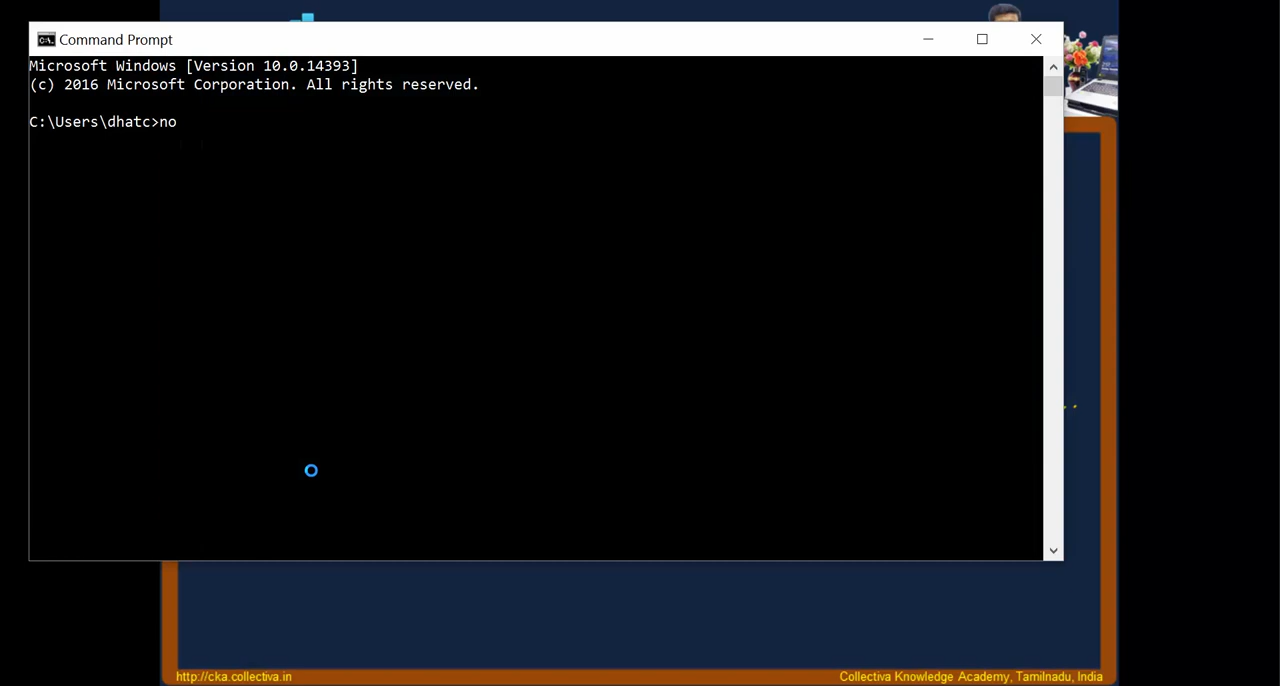 Command Prompt
Microsoft Windows [Version 10.0.14393]
(c) 2016 Microsoft Corporation. All rights reserved.
C:\Users\dhatc>no
http://cka.collectiva.in
Collectiva Knowledge Academy, Tamilnadu, India